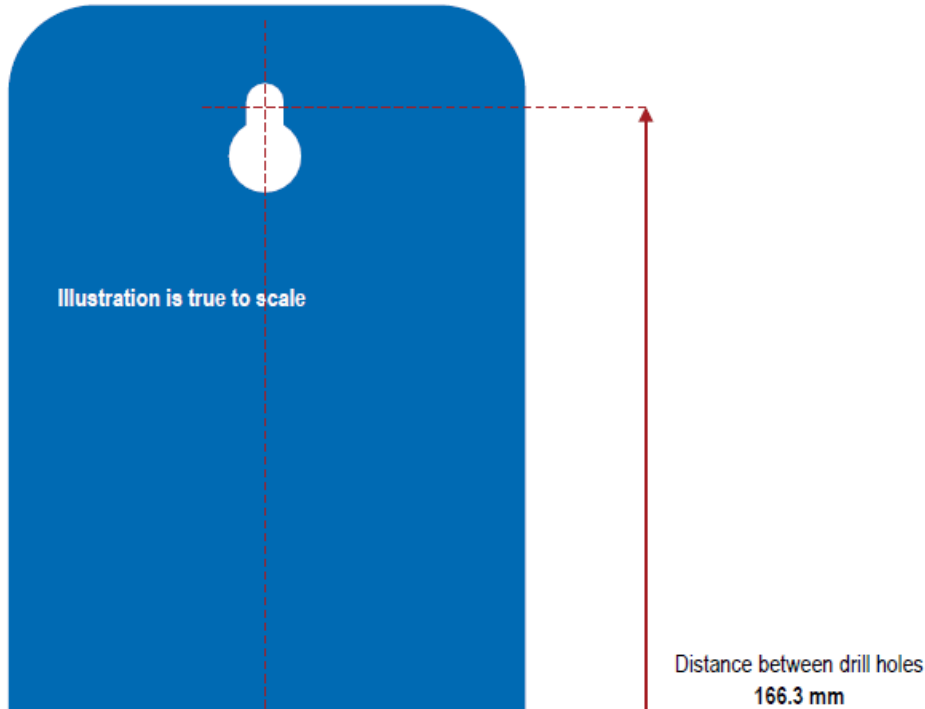 Illustration is true to scale
Distance between drill holes
166.3 mm